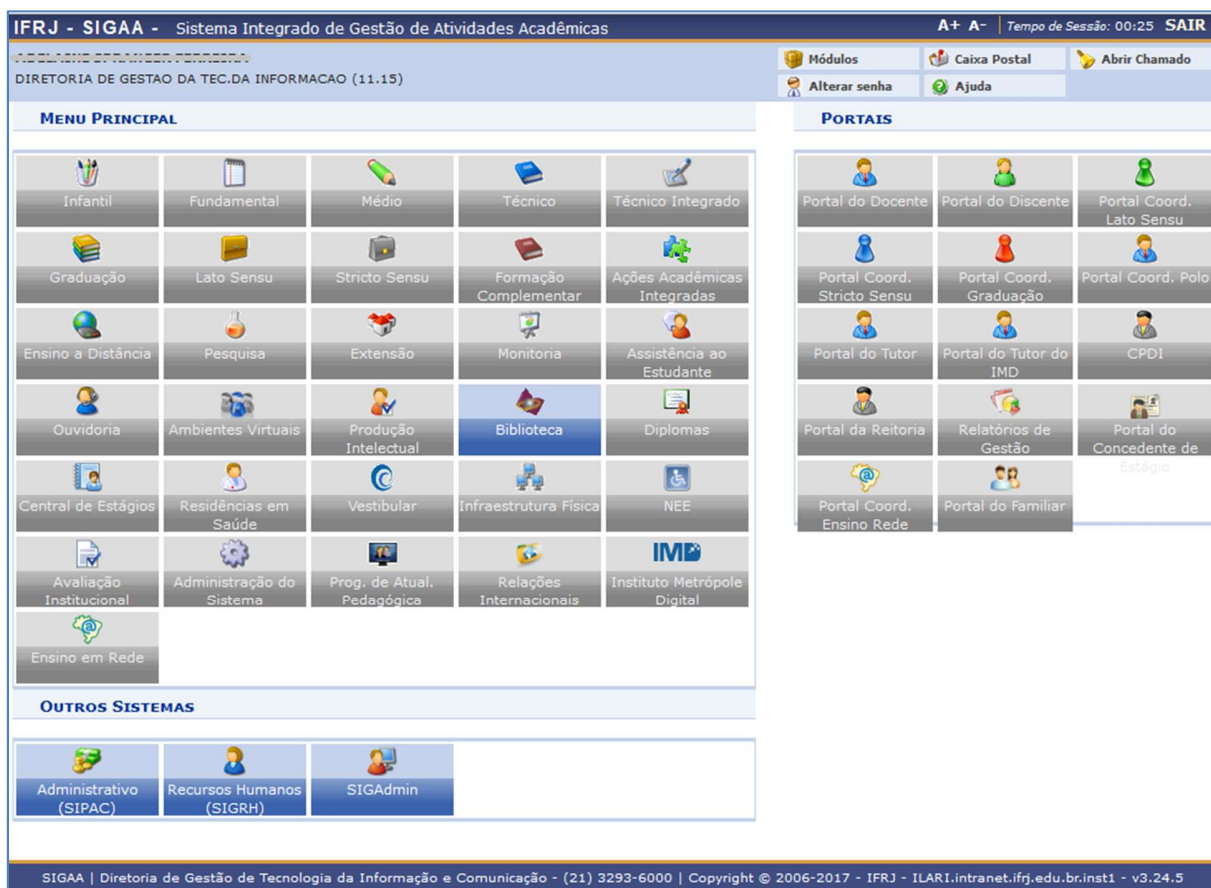 IFRJ - SIGAA - Sistema Integrado de Gestão de Atividades Acadêmicas
A+ A- Tempo de Sessão: 00:25 SAIR
DIRETORIA DE GESTAO DA TEC.DA INFORMACAO (11.15)
Módulos Caixa Postal Abrir Chamado
Alterar senha Ajuda
MENU PRINCIPAL
Infantil Fundamental Médio Técnico Técnico Integrado
Graduação Lato Sensu Stricto Sensu Formação Ações Acadêmicas
Complementar Integradas
Ensino a Distância Pesquisa Extensão Monitoria Assistência ao
Estudante
Ouvidoria Ambientes Virtuais Produção Biblioteca Diplomas
Intelectual
Central de Estágios Residências em Vestibular Infraestrutura Física NEE
Saúde
IMD
Avaliação Administração do Prog. de Atual. Relações Instituto Metrópole
Institucional Sistema Pedagógica Internacionais Digital
Ensino em Rede
PORTAIS
Portal do Docente Portal do Discente Portal Coord.
Lato Sensu
Portal Coord. Portal Coord. Portal Coord. Polo
Stricto Sensu Graduação
Portal do Tutor Portal do Tutor do CPDI
IMD
Portal da Reitoria Relatórios de Portal do
Gestão Concedente de
Estágio
Portal Coord. Portal do Familiar
Ensino Rede
OUTROS SISTEMAS
Administrativo Recursos Humanos SIGAdmin
(SIPAC) (SIGRH)
SIGAA | Diretoria de Gestão de Tecnologia da Informação e Comunicação - (21) 3293-6000 | Copyright © 2006-2017 - IFRJ - ILARI.intranet.ifrj.edu.br.inst1 - v3.24.5